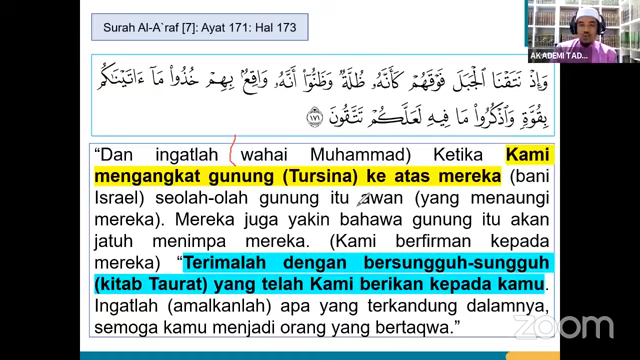 Surah Al-A`raf [7]: Ayat 171: Hal 173
AKADEMI TAD...
وَإِذْ نَتَقْنَا الْجَبَلَ فَوْقَهُمْ كَأَنَّهُ ظُلَّةٌ وَظَنُّوٓا۟ أَنَّهُ وَاقِعٌۢ بِهِمْ خُذُوا۟ مَآ ءَاتَيْنَٰكُم
بِقُوَّةٍ وَٱذْكُرُوا۟ مَا فِيهِ لَعَلَّكُمْ تَتَّقُونَ ١٧١
“Dan ingatlah (wahai Muhammad) Ketika Kami
mengangkat gunung (Tursina) ke atas mereka (bani
Israel) seolah-olah gunung itu awan (yang menaungi
mereka). Mereka juga yakin bahawa gunung itu akan
jatuh menimpa mereka. (Kami berfirman kepada
mereka) “Terimalah dengan bersungguh-sungguh
(kitab Taurat) yang telah Kami berikan kepada kamu.
Ingatlah (amalkanlah) apa yang terkandung dalamnya,
semoga kamu menjadi orang yang bertaqwa.”
zoom